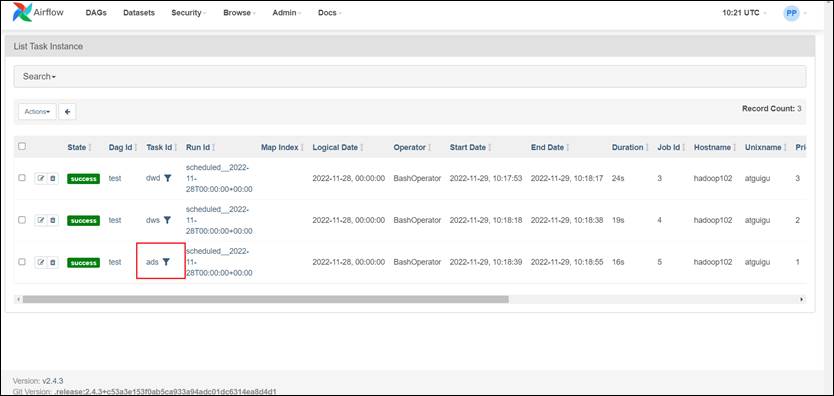 Airflow DAGs Datasets Security Browse Admin Docs 10:21 UTC PP
List Task Instance
Search
Actions Record Count: 3
State Dag Id Task Id Run Id Map Index Logical Date Operator Start Date End Date Duration Job Id Hostname Unixname Pri
scheduled__2022-
success test dwd 11- 2022-11-28, 00:00:00 BashOperator 2022-11-29, 10:17:53 2022-11-29, 10:18:17 24s 3 hadoop102 atguigu 3
28T00:00:00+00:00
scheduled__2022-
success test dws 11- 2022-11-28, 00:00:00 BashOperator 2022-11-29, 10:18:18 2022-11-29, 10:18:38 19s 4 hadoop102 atguigu 2
28T00:00:00+00:00
scheduled__2022-
success test ads 11- 2022-11-28, 00:00:00 BashOperator 2022-11-29, 10:18:39 2022-11-29, 10:18:55 16s 5 hadoop102 atguigu 1
28T00:00:00+00:00
Version: v2.4.3
Git Version: .release:2.4.3+c53a3e153f0ab5ca933a94adc01dc6314ea8d4d1